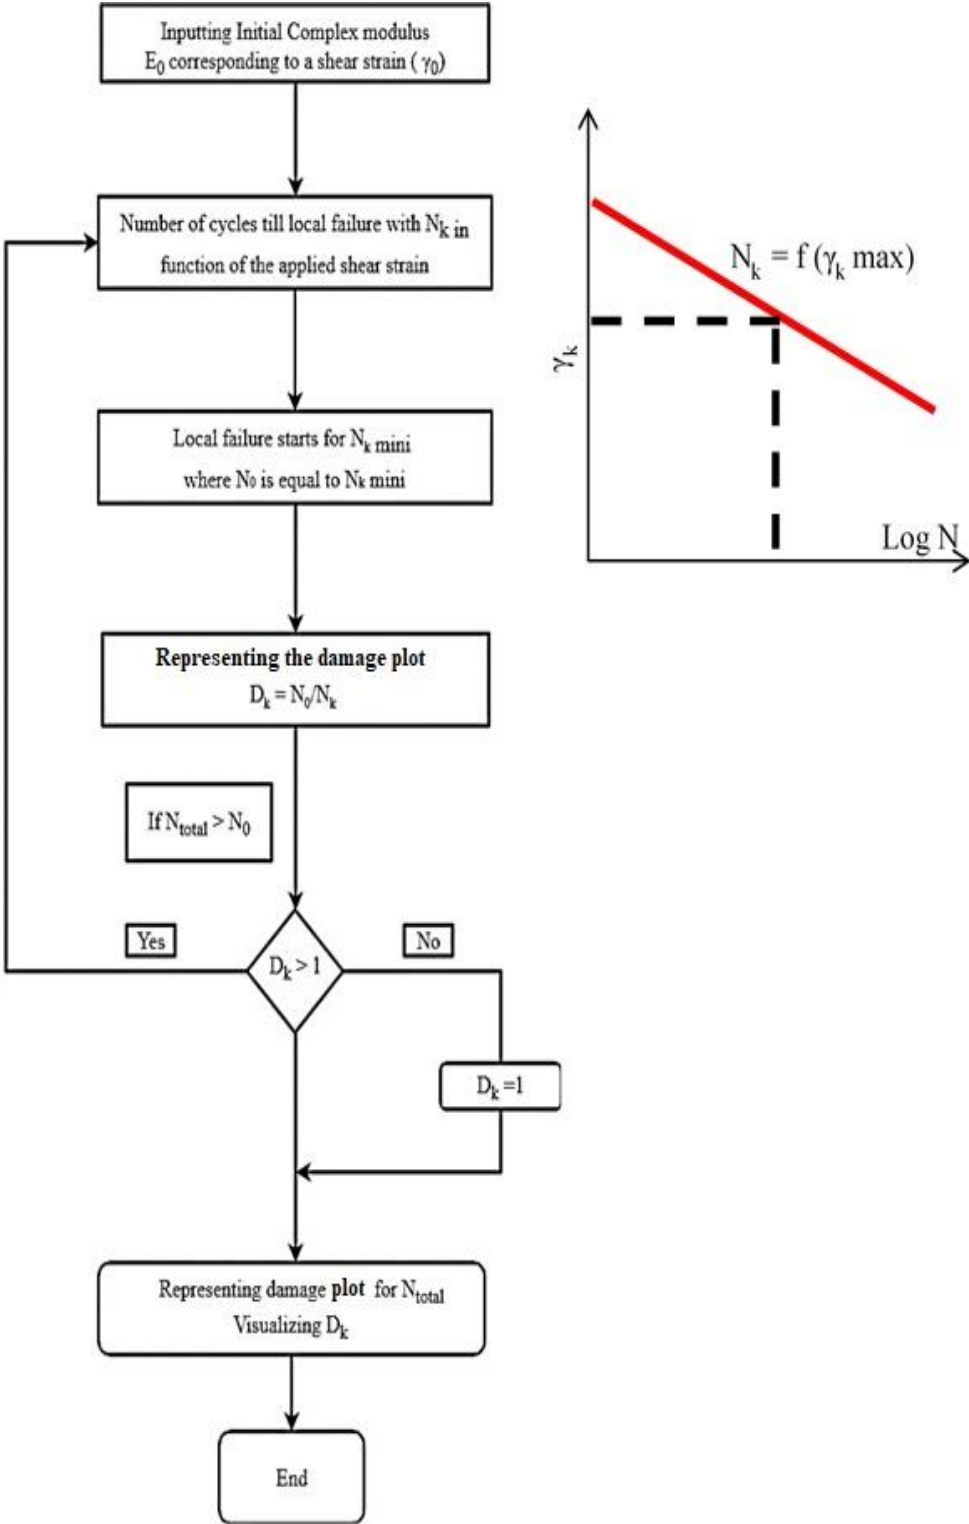 Inputting Initial Complex modulus
E0 corresponding to a shear strain ( γ0)
Number of cycles till local failure with Nk in
function of the applied shear strain
Local failure starts for Nk mini
where N0 is equal to Nk mini
Representing the damage plot
Dk = N0/Nk
If Ntotal > N0
Yes
Dk > 1
No
Dk =1
Representing damage plot for Ntotal
Visualizing Dk
End
Nk = f (γk max)
γk
Log N